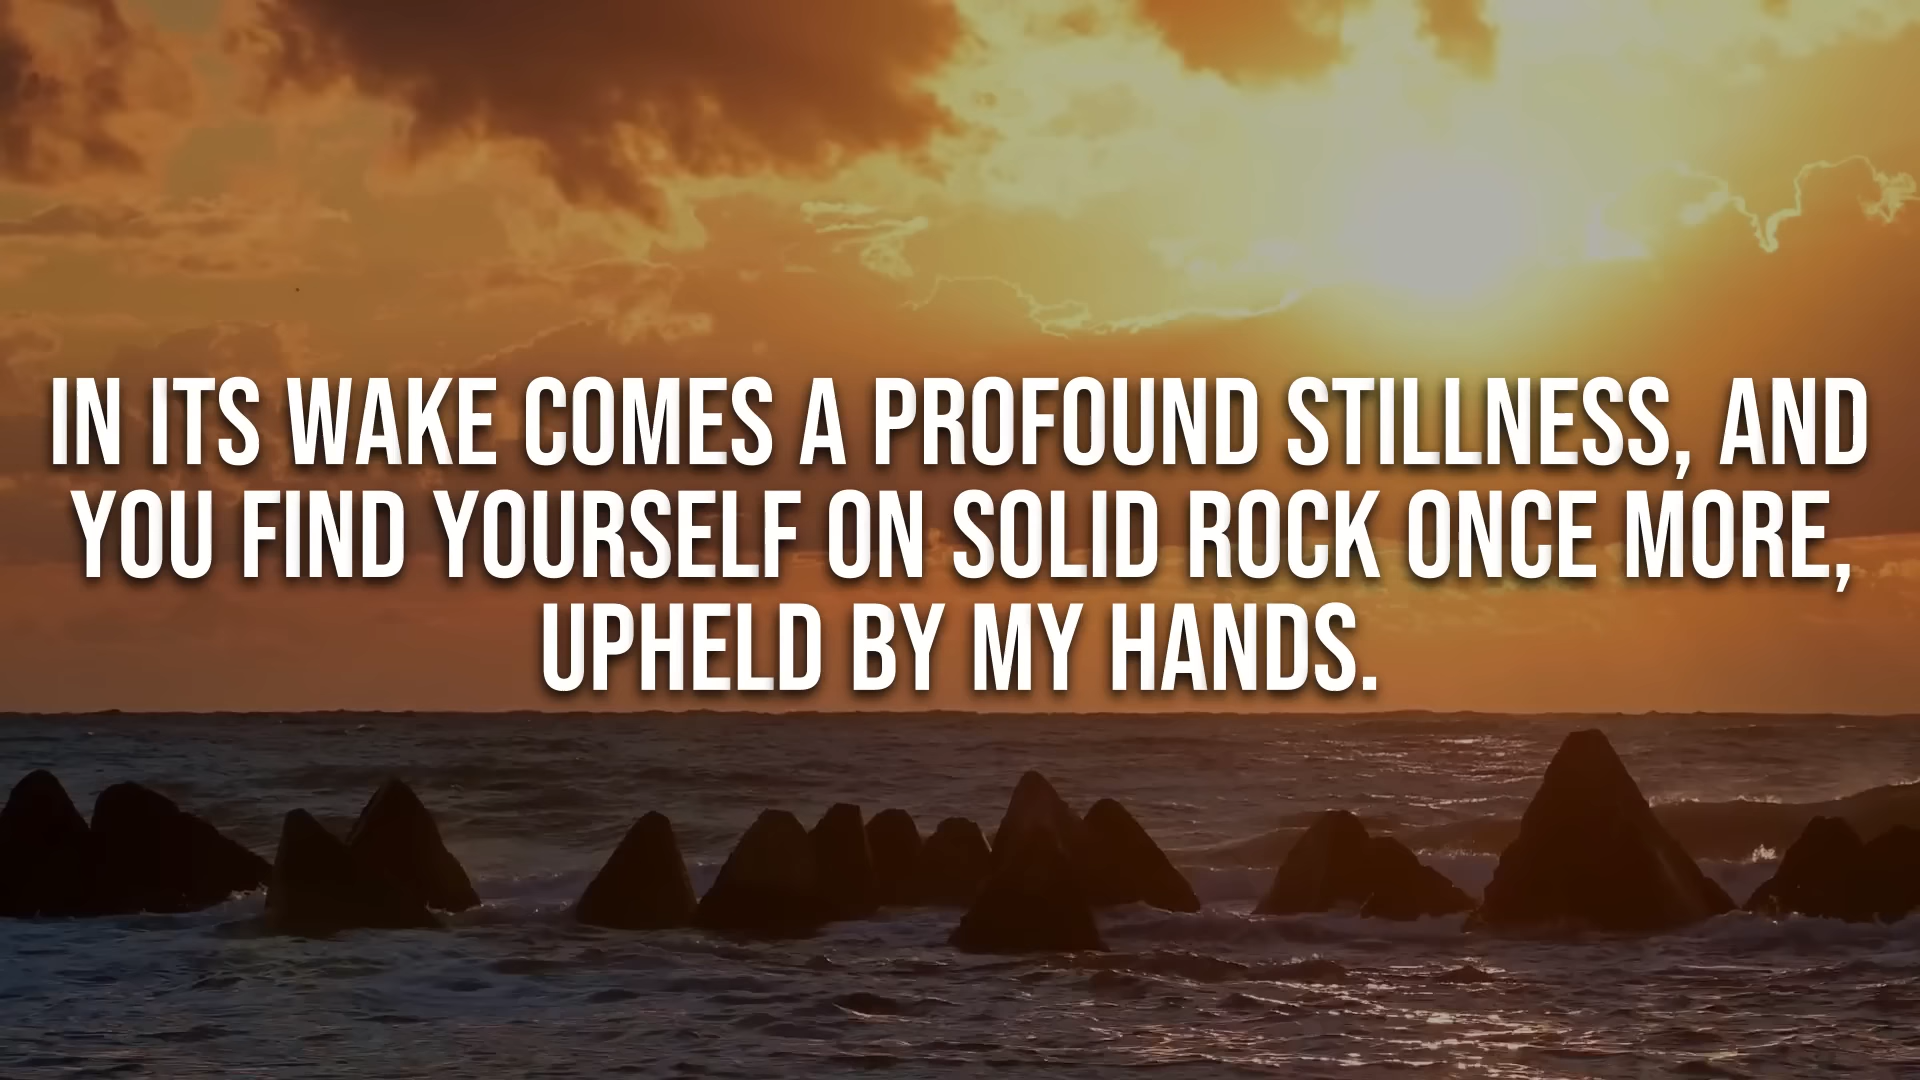 IN ITS WAKE COMES A PROFOUND STILLNESS, AND
YOU FIND YOURSELF ON SOLID ROCK ONCE MORE,
UPHELD BY MY HANDS.